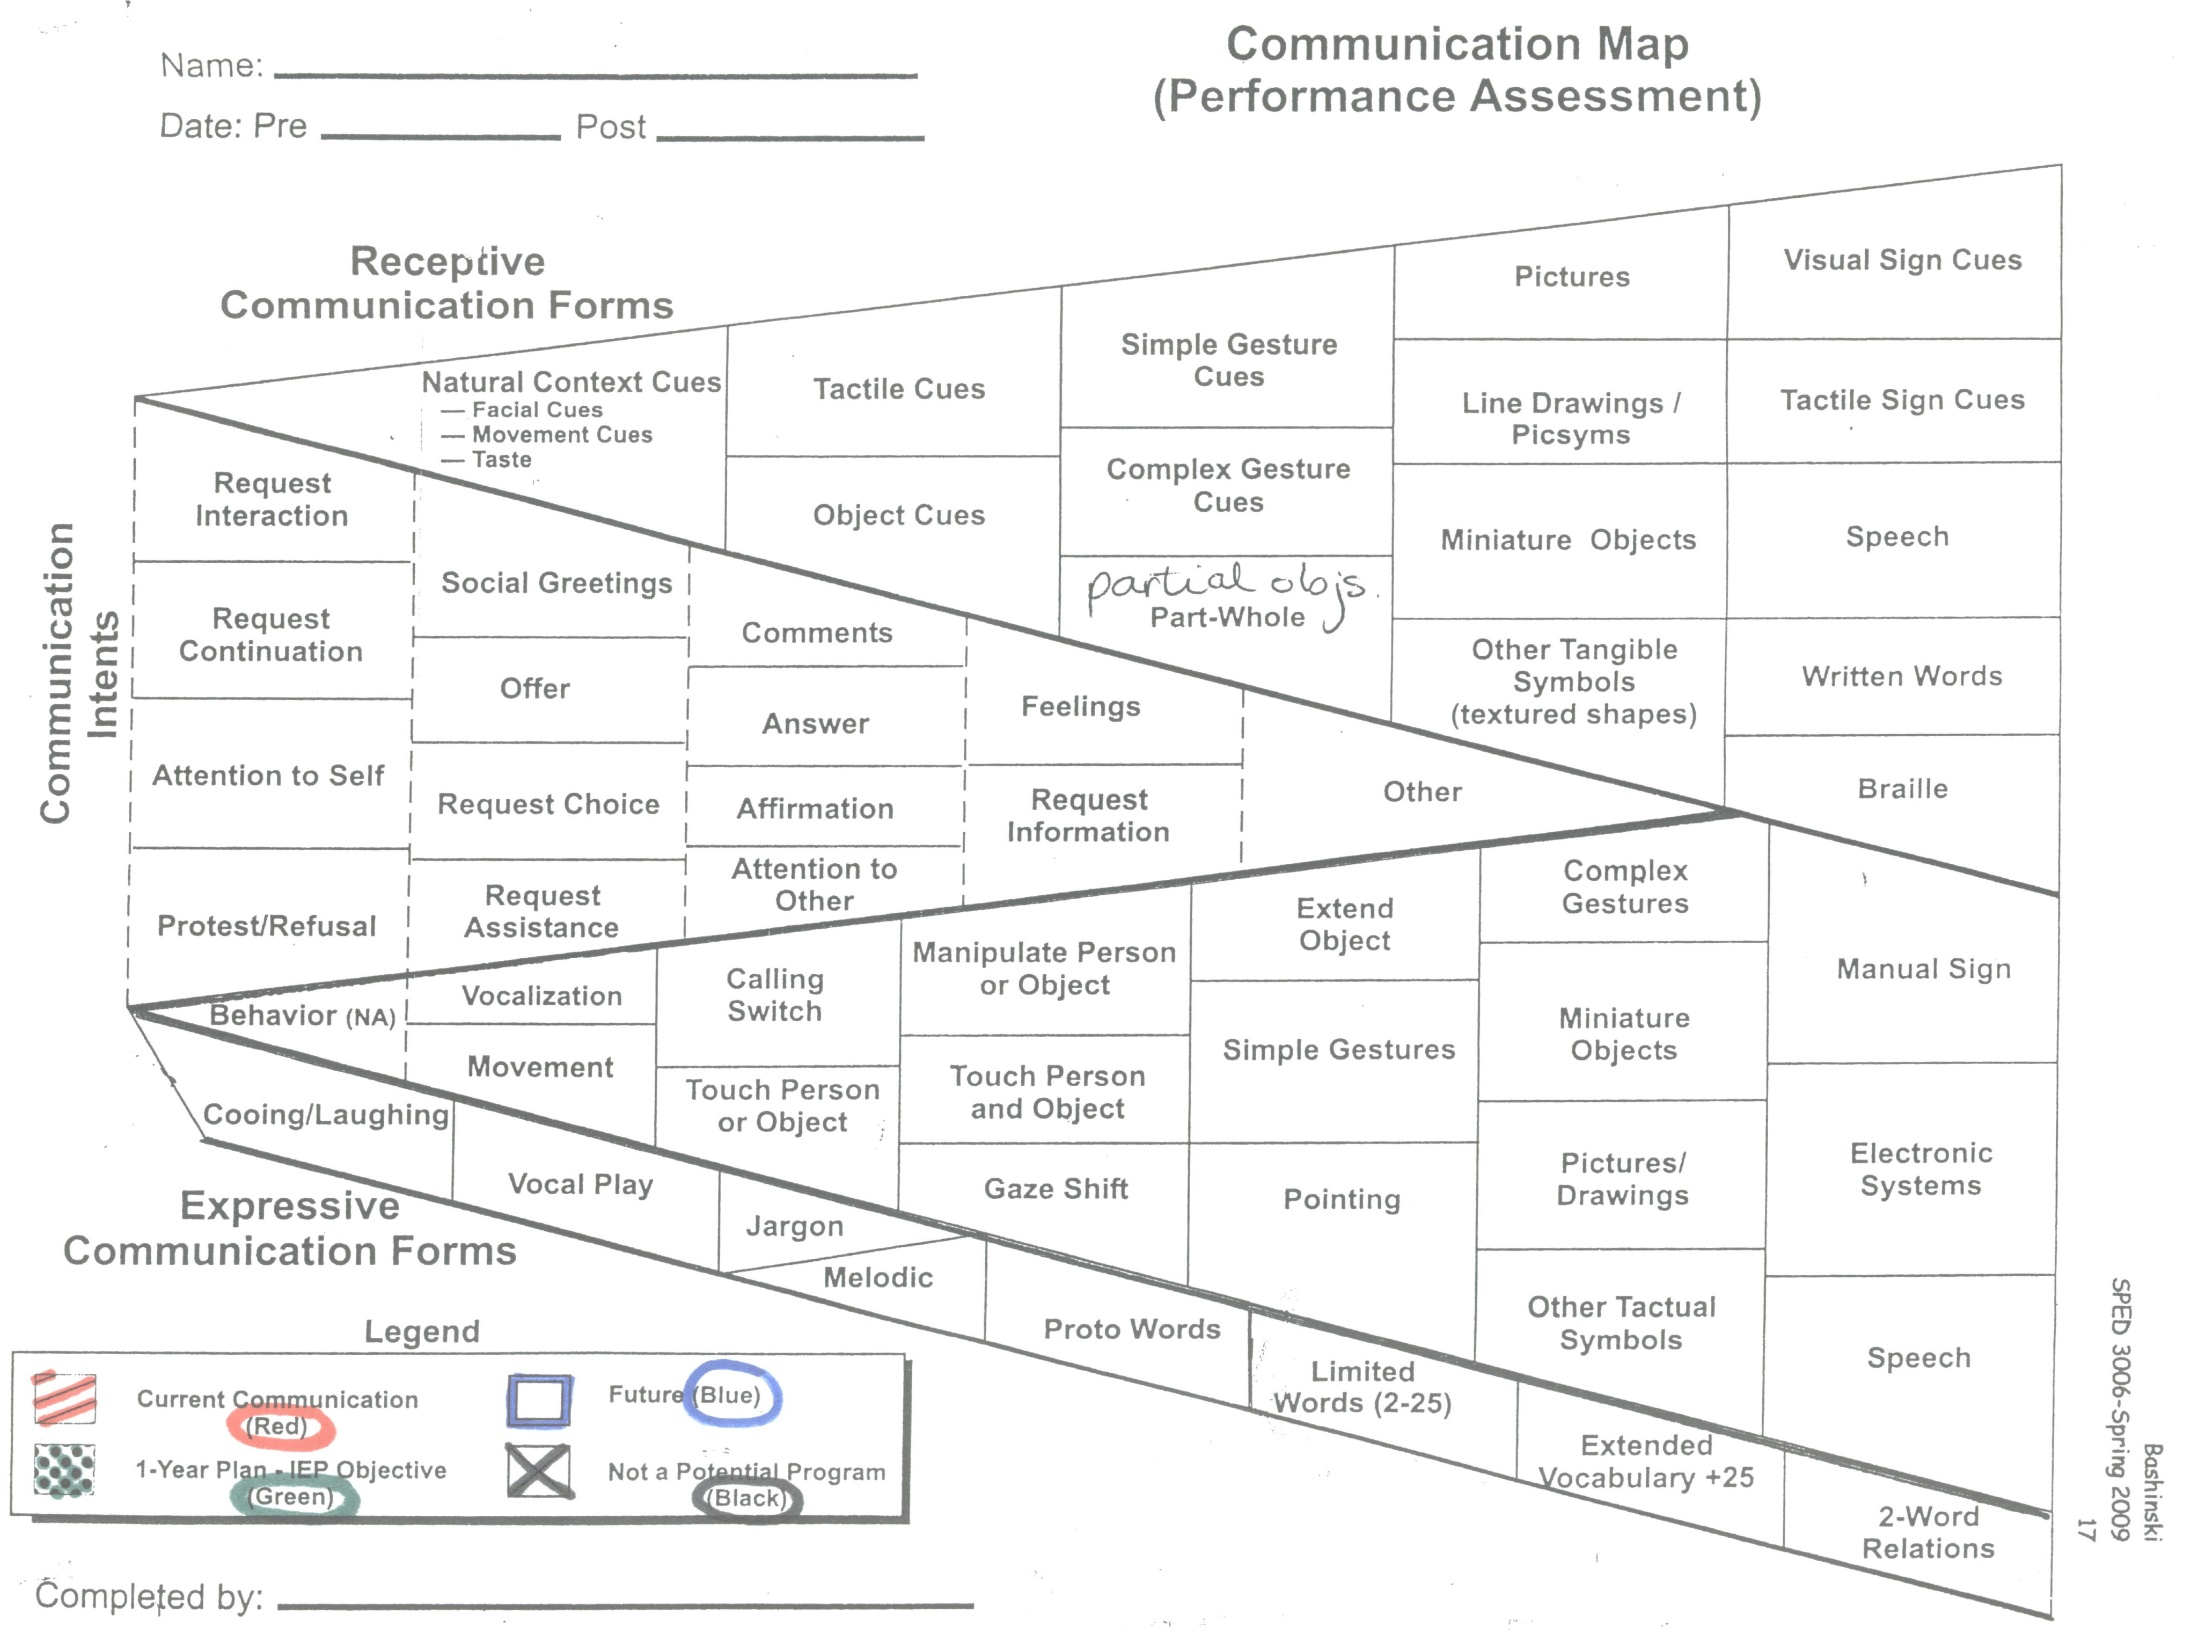 Name:
Date: Pre
Post
Communication Map
(Performance Assessment)
Receptive
Communication Forms
Natural Context Cues
— Facial Cues
— Movement Cues
— Taste
Tactile Cues
Object Cues
Simple Gesture
Cues
Complex Gesture
Cues
partial objs.
Part-Whole
Pictures
Line Drawings /
Picsyms
Miniature Objects
Other Tangible
Symbols
(textured shapes)
Visual Sign Cues
Tactile Sign Cues
Speech
Written Words
Braille
Communication
Intents
Request
Interaction
Request
Continuation
Attention to Self
Protest/Refusal
Social Greetings
Offer
Request Choice
Request
Assistance
Comments
Answer
Affirmation
Attention to
Other
Feelings
Request
Information
Other
Behavior (NA)
Vocalization
Movement
Calling
Switch
Touch Person
or Object
Manipulate Person
or Object
Touch Person
and Object
Gaze Shift
Extend
Object
Simple Gestures
Pointing
Complex
Gestures
Miniature
Objects
Pictures/
Drawings
Other Tactual
Symbols
Manual Sign
Electronic
Systems
Speech
Cooing/Laughing
Vocal Play
Jargon
Melodic
Proto Words
Limited
Words (2-25)
Extended
Vocabulary +25
2-Word
Relations
Expressive
Communication Forms
Legend
Current Communication
(Red)
Future (Blue)
1-Year Plan - IEP Objective
(Green)
Not a Potential Program
(Black)
Completed by:
Bashinski
SPED 3006-Spring 2009
17